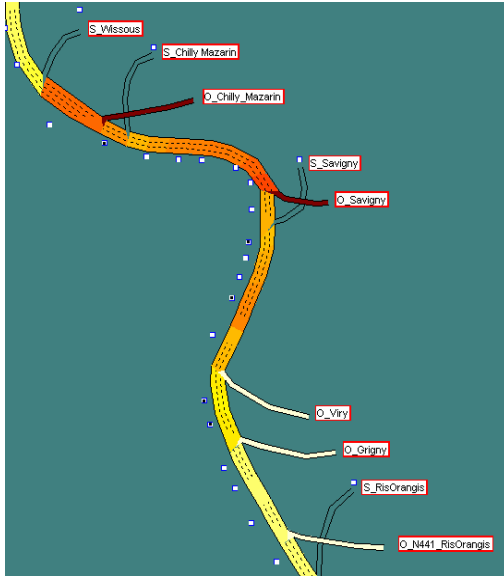 S_Wissous
S_Chilly Mazarin
O_Chilly_Mazarin
S_Savigny
O_Savigny
O_Viry
O_Grigny
S_RisOrangis
O_N441_RisOrangis